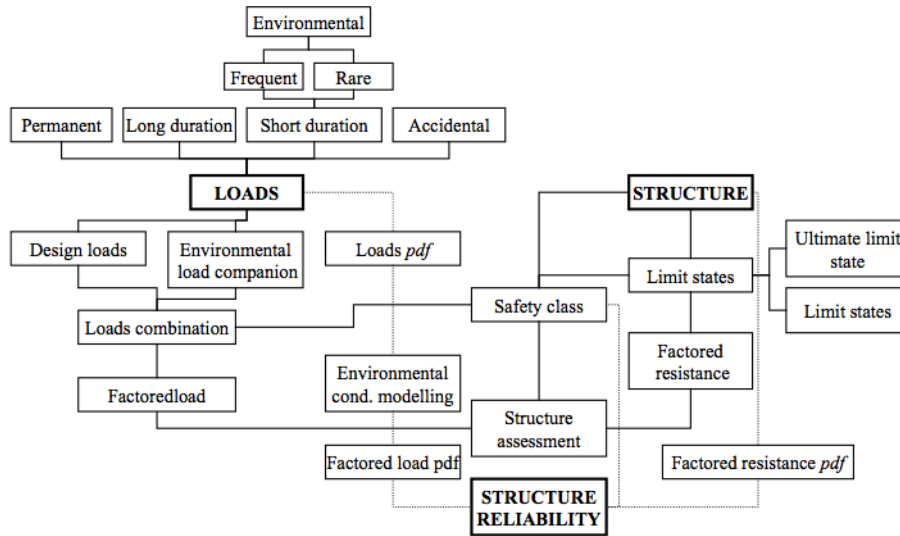 Environmental
Frequent
Rare
Permanent
Long duration
Short duration
Accidental
LOADS
STRUCTURE
Design loads
Environmental
load companion
Loads pdf
Limit states
Ultimate limit
state
Limit states
Safety class
Loads combination
Factored
resistance
Factoredload
Environmental
cond. modelling
Structure
assessment
Factored load pdf
Factored resistance pdf
STRUCTURE
RELIABILITY